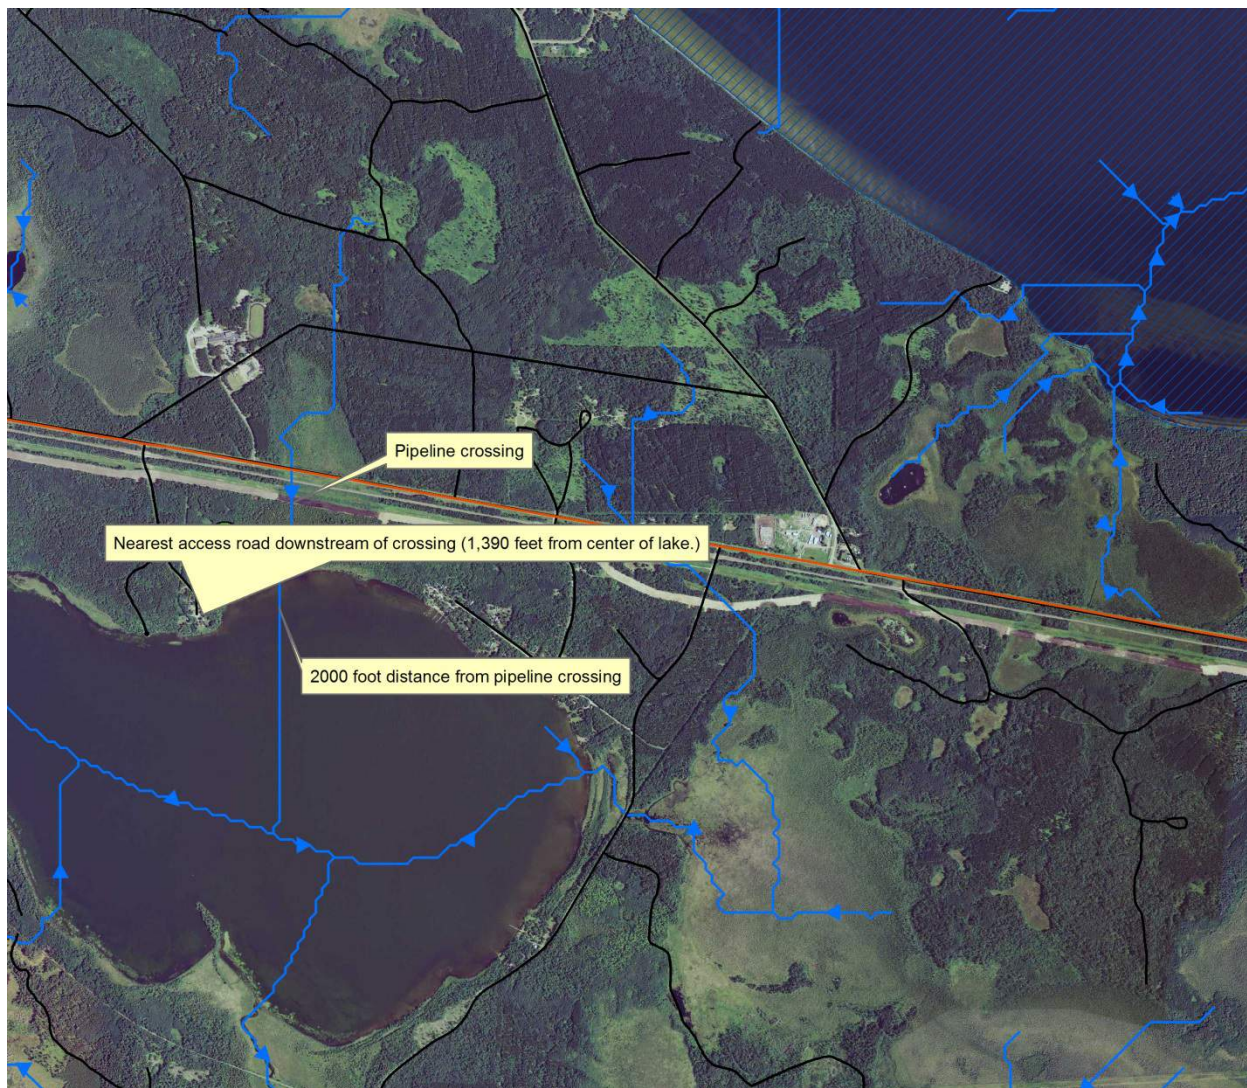 Pipeline crossing
Nearest access road downstream of crossing (1,390 feet from center of lake.)
2000 foot distance from pipeline crossing